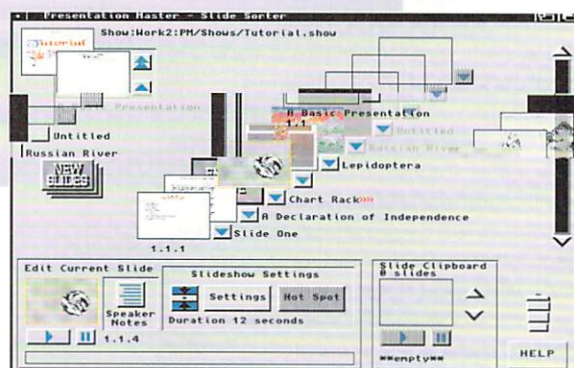 Presentation Master - Slide Sorter
Show:Work2:PM/Shows/Tutorial.show
Tutorial
A Basic Presentation
Untitled
Russian River
NEW SLIDES
A Basic Presentation
1.1
Untitled
Russian River
Lepidoptera
Chart Rack»»
A Declaration of Independence
Slide One
1.1.1
Edit Current Slide
Speaker Notes
1.1.4
Slideshow Settings
Settings
Hot Spot
Duration 12 seconds
Slide Clipboard
0 slides
**empty**
HELP